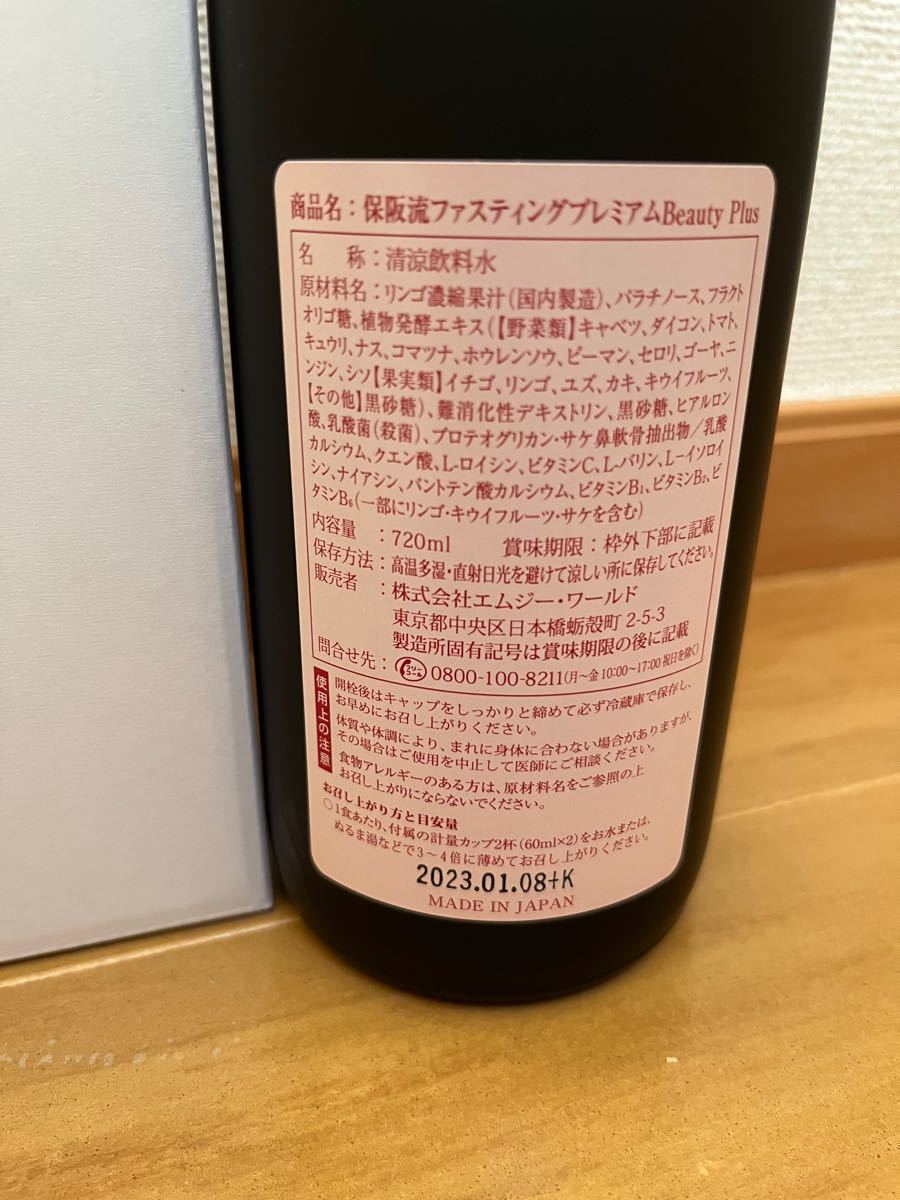 商品名：保阪流ファスティングプレミアムBeauty Plus
名　称：清涼飲料水
原材料名：リンゴ濃縮果汁（国内製造）、パラチノース、フラクト
オリゴ糖、植物発酵エキス（【野菜類】キャベツ、ダイコン、トマト、
キュウリ、ナス、コマツナ、ホウレンソウ、ピーマン、セロリ、ゴーヤ、ニ
ンジン、シソ【果実類】イチゴ、リンゴ、ユズ、カキ、キウイフルーツ、
【その他】黒砂糖）、難消化性デキストリン、黒砂糖、ヒアルロン
酸、乳酸菌（殺菌）、プロテオグリカン・サケ鼻軟骨抽出物／乳酸
カルシウム、クエン酸、L-ロイシン、ビタミンC、L-バリン、L-イソロイ
シン、ナイアシン、パントテン酸カルシウム、ビタミンB₁、ビタミンB₂、ビ
タミンB₆（一部にリンゴ・キウイフルーツ・サケを含む）
内容量　：720ml　賞味期限：枠外下部に記載
保存方法：高温多湿・直射日光を避けて涼しい所に保存してください。
販売者　：株式会社エムジー・ワールド
東京都中央区日本橋蛎殻町 2-5-3
製造所固有記号は賞味期限の後に記載
問合せ先：フリーコール 0800-100-8211（月～金 10:00～17:00 祝日を除く）
使用上の注意
開栓後はキャップをしっかりと締めて必ず冷蔵庫で保存し、
お早めにお召し上がりください。
体質や体調により、まれに身体に合わない場合がありますが、
その場合はご使用を中止して医師にご相談ください。
食物アレルギーのある方は、原材料名をご参照の上
お召し上がりにならないでください。
お召し上がり方と目安量
○1食あたり、付属の計量カップ2杯（60ml×2）をお水または、
ぬるま湯などで3～4倍に薄めてお召し上がりください。
2023.01.08+K
MADE IN JAPAN